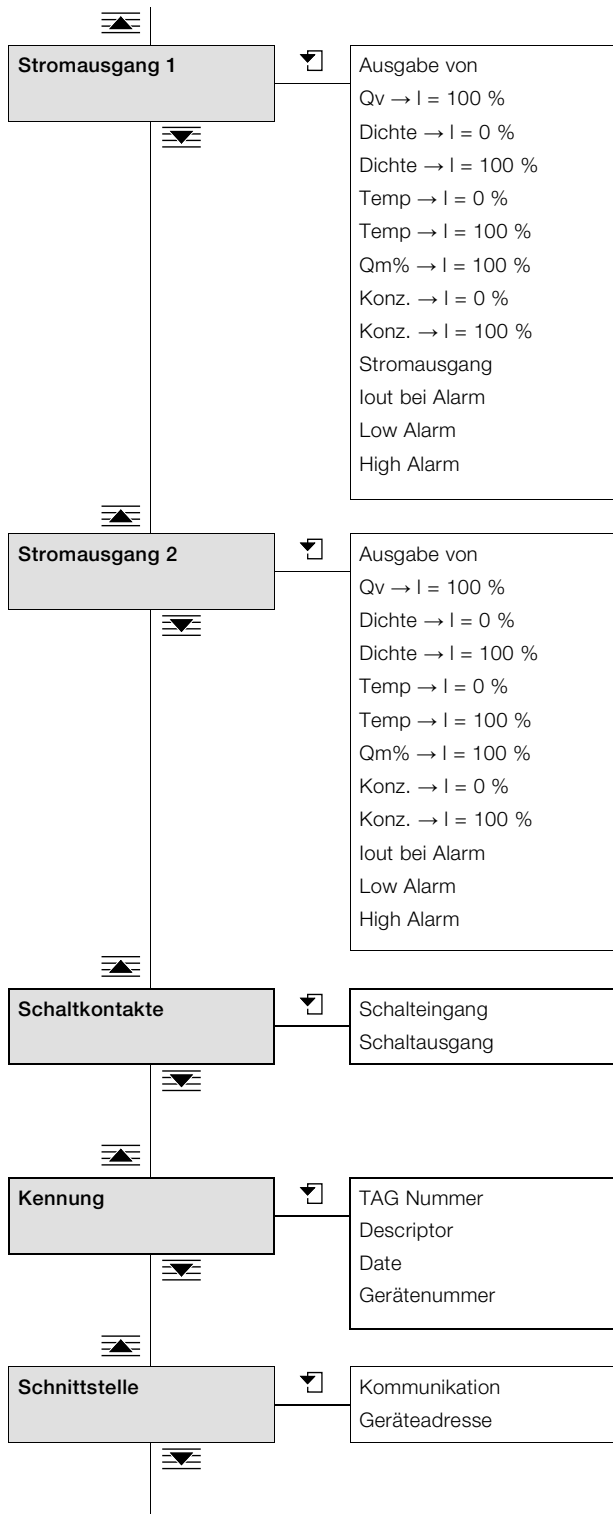 Stromausgang 1
Ausgabe von
Qv → I = 100 %
Dichte → I = 0 %
Dichte → I = 100 %
Temp → I = 0 %
Temp → I = 100 %
Qm% → I = 100 %
Konz. → I = 0 %
Konz. → I = 100 %
Stromausgang
Iout bei Alarm
Low Alarm
High Alarm
Stromausgang 2
Ausgabe von
Qv → I = 100 %
Dichte → I = 0 %
Dichte → I = 100 %
Temp → I = 0 %
Temp → I = 100 %
Qm% → I = 100 %
Konz. → I = 0 %
Konz. → I = 100 %
Iout bei Alarm
Low Alarm
High Alarm
Schaltkontakte
Schalteingang
Schaltausgang
Kennung
TAG Nummer
Descriptor
Date
Gerätenummer
Schnittstelle
Kommunikation
Geräteadresse